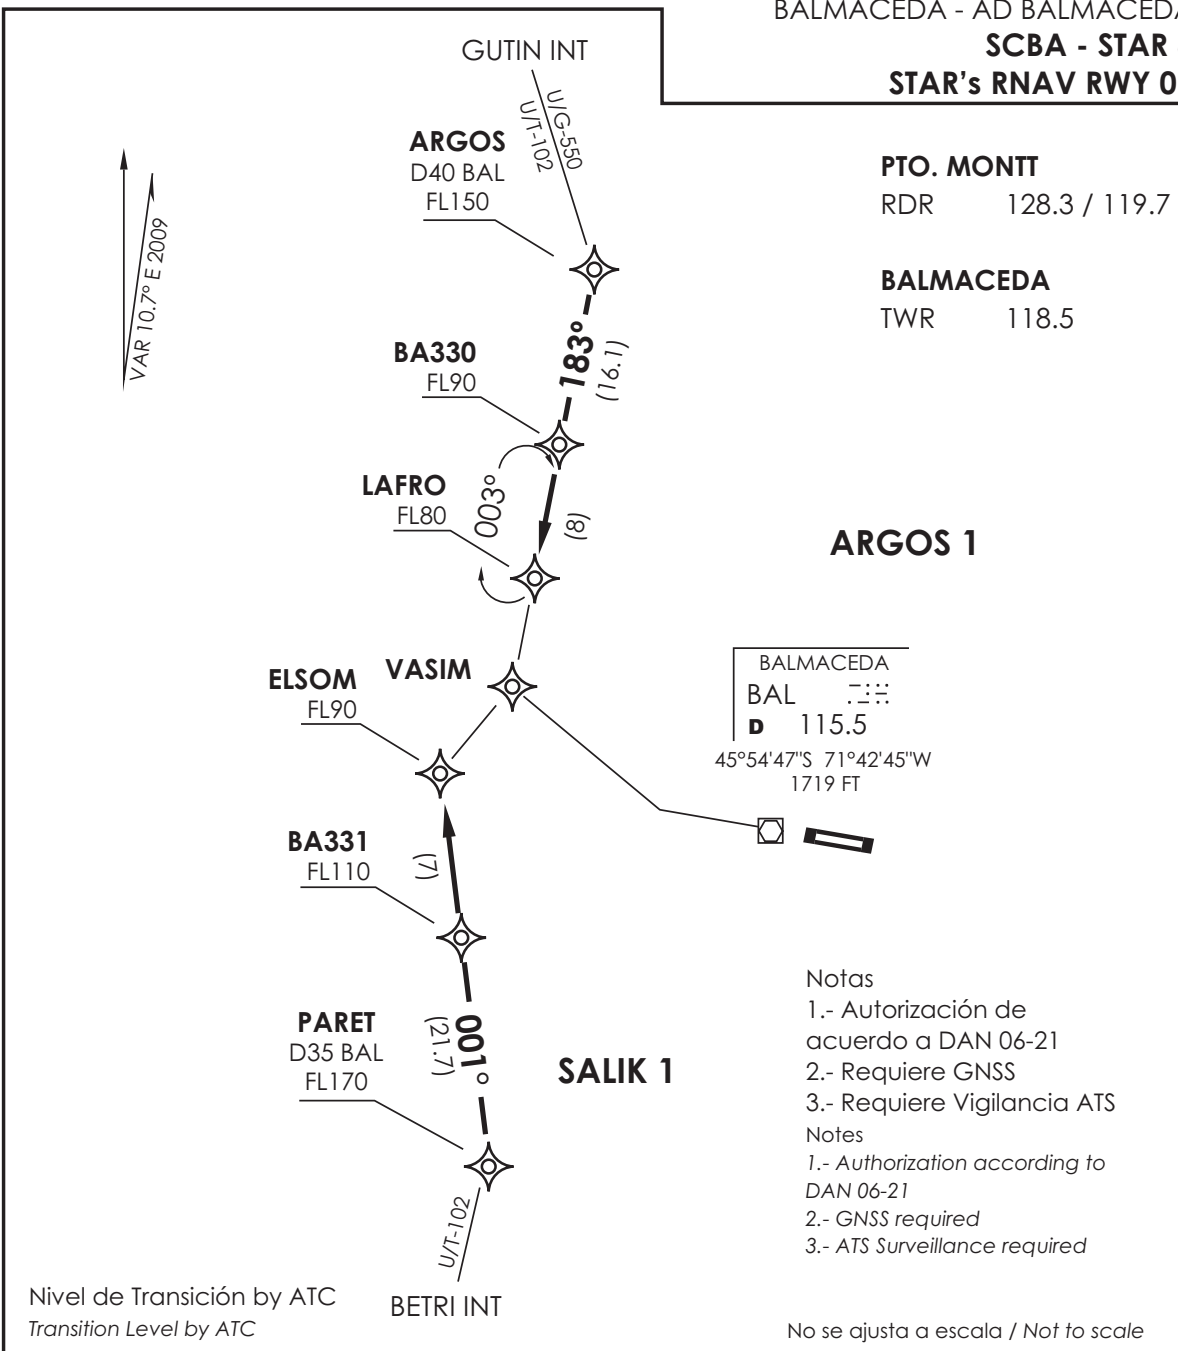 BALMACEDA - AD BALMACEDA
SCBA - STAR
STAR's RNAV RWY 0
GUTIN INT
U/G-550
U/T-102
ARGOS
D40 BAL
FL150
VAR 10.7° E 2009
PTO. MONTT
RDR 128.3 / 119.7
BALMACEDA
TWR 118.5
183°
(16.1)
BA330
FL90
LAFRO
FL80
003°
(8)
ARGOS 1
ELSOM
FL90
VASIM
BALMACEDA
BAL
D 115.5
45°54'47"S 71°42'45"W
1719 FT
BA331
FL110
(7)
PARET
D35 BAL
FL170
001°
(21.7)
SALIK 1
U/T-102
BETRI INT
Notas
1.- Autorización de
acuerdo a DAN 06-21
2.- Requiere GNSS
3.- Requiere Vigilancia ATS
Notes
1.- Authorization according to
DAN 06-21
2.- GNSS required
3.- ATS Surveillance required
Nivel de Transición by ATC
Transition Level by ATC
No se ajusta a escala / Not to scale